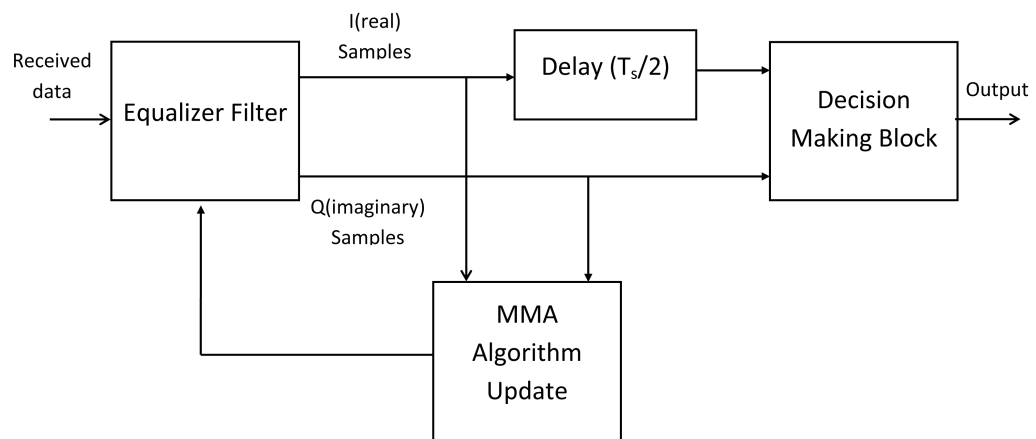 Received
data
Equalizer Filter
I(real)
Samples
Delay (Ts/2)
Decision
Making Block
Output
Q(imaginary)
Samples
MMA
Algorithm
Update